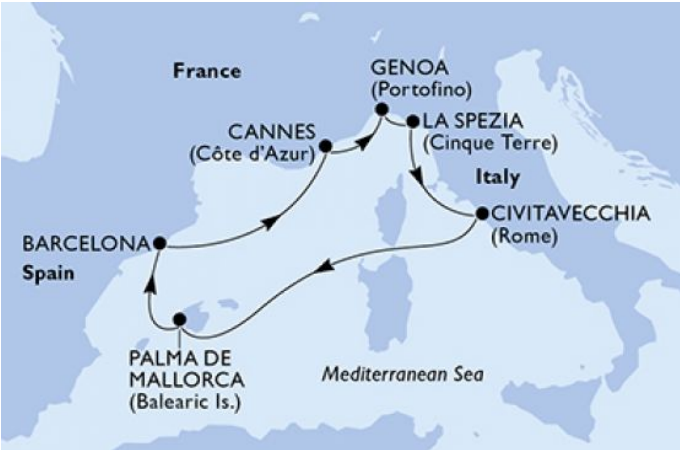 France
GENOA
(Portofino)
CANNES
(Côte d'Azur)
LA SPEZIA
(Cinque Terre)
Italy
CIVITAVECCHIA
(Rome)
BARCELONA
Spain
PALMA DE
MALLORCA
(Balearic Is.)
Mediterranean Sea